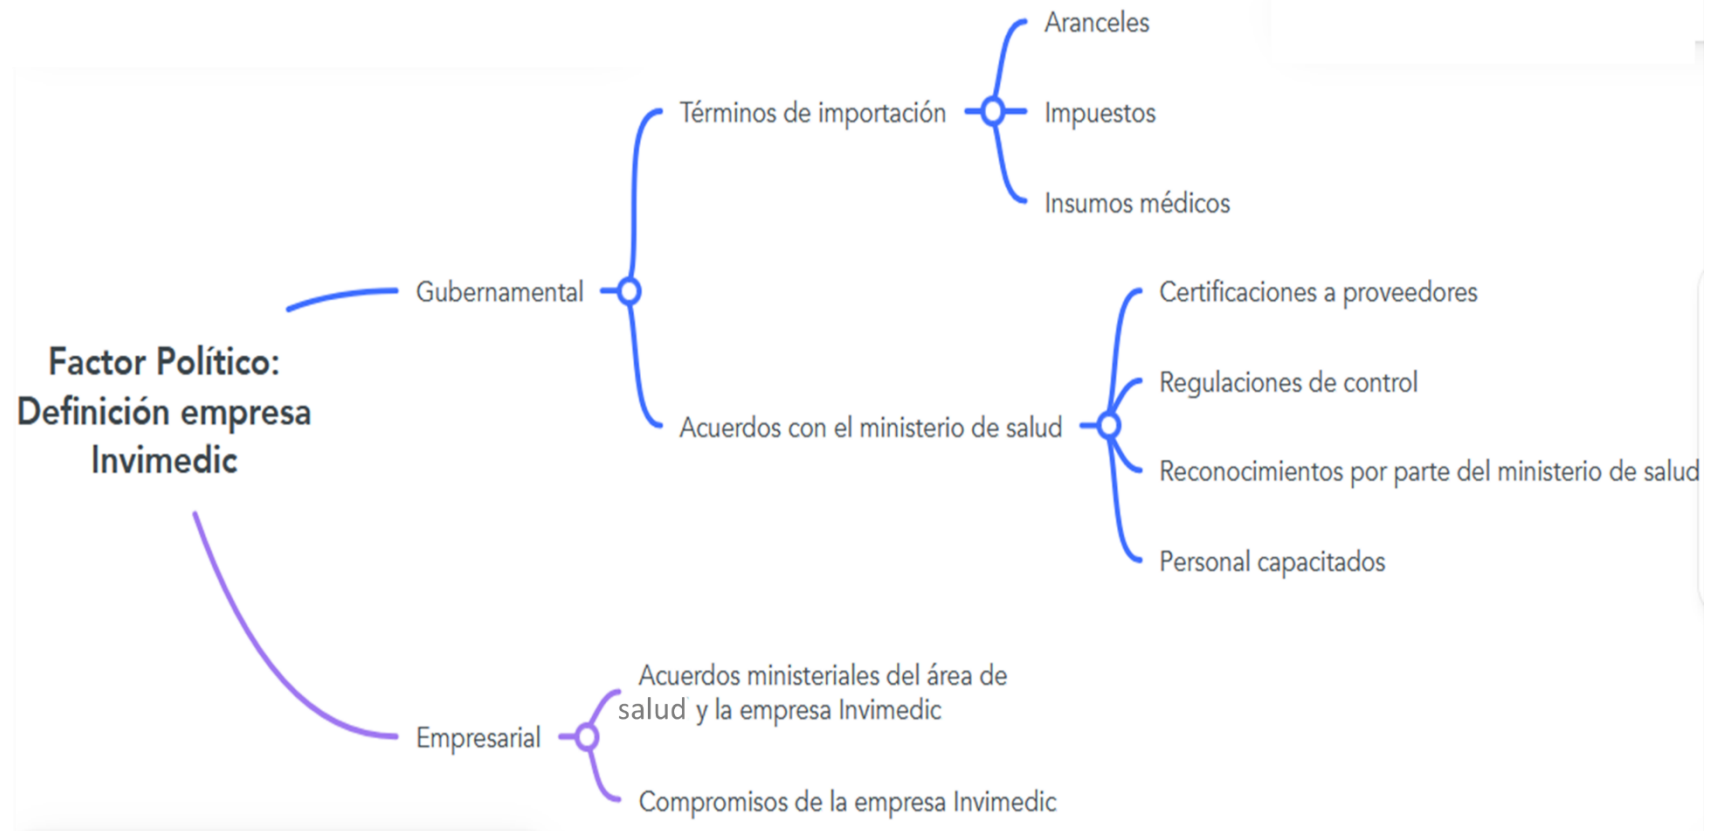 Factor Político:
Definición empresa
Invimedic
Gubernamental
Términos de importación
Aranceles
Impuestos
Insumos médicos
Acuerdos con el ministerio de salud
Certificaciones a proveedores
Regulaciones de control
Reconocimientos por parte del ministerio de salud
Personal capacitados
Empresarial
Acuerdos ministeriales del área de
salud y la empresa Invimedic
Compromisos de la empresa Invimedic